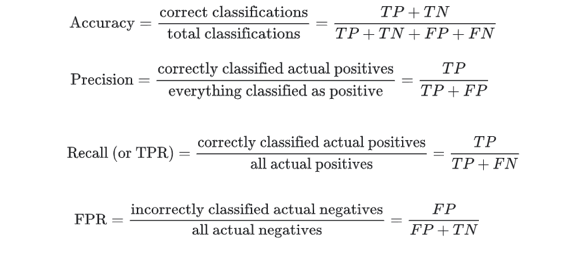 Accuracy = correct classifications / total classifications = TP + TN / TP + TN + FP + FN
Precision = correctly classified actual positives / everything classified as positive = TP / TP + FP
Recall (or TPR) = correctly classified actual positives / all actual positives = TP / TP + FN
FPR = incorrectly classified actual negatives / all actual negatives = FP / FP + TN